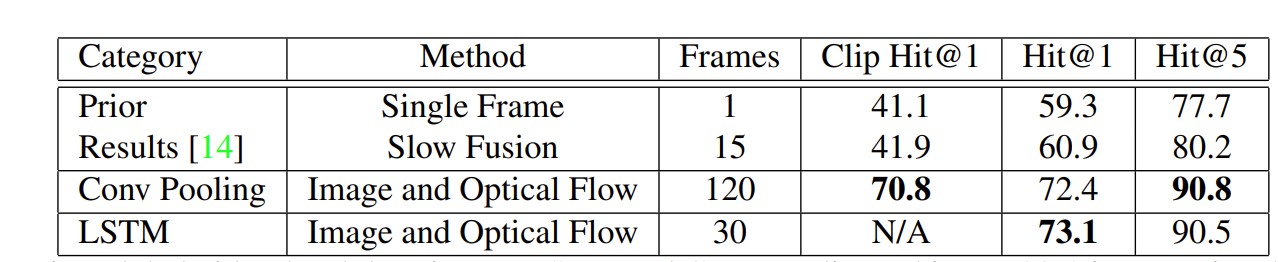 Category Method Frames Clip Hit@1 Hit@1 Hit@5
Prior Single Frame 1 41.1 59.3 77.7
Results [14] Slow Fusion 15 41.9 60.9 80.2
Conv Pooling Image and Optical Flow 120 70.8 72.4 90.8
LSTM Image and Optical Flow 30 N/A 73.1 90.5